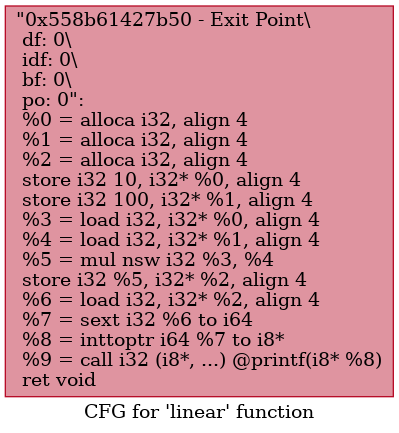 "0x558b61427b50 - Exit Point\
df: 0\
idf: 0\
bf: 0\
po: 0":
%0 = alloca i32, align 4
%1 = alloca i32, align 4
%2 = alloca i32, align 4
store i32 10, i32* %0, align 4
store i32 100, i32* %1, align 4
%3 = load i32, i32* %0, align 4
%4 = load i32, i32* %1, align 4
%5 = mul nsw i32 %3, %4
store i32 %5, i32* %2, align 4
%6 = load i32, i32* %2, align 4
%7 = sext i32 %6 to i64
%8 = inttoptr i64 %7 to i8*
%9 = call i32 (i8*, ...) @printf(i8* %8)
ret void
CFG for 'linear' function